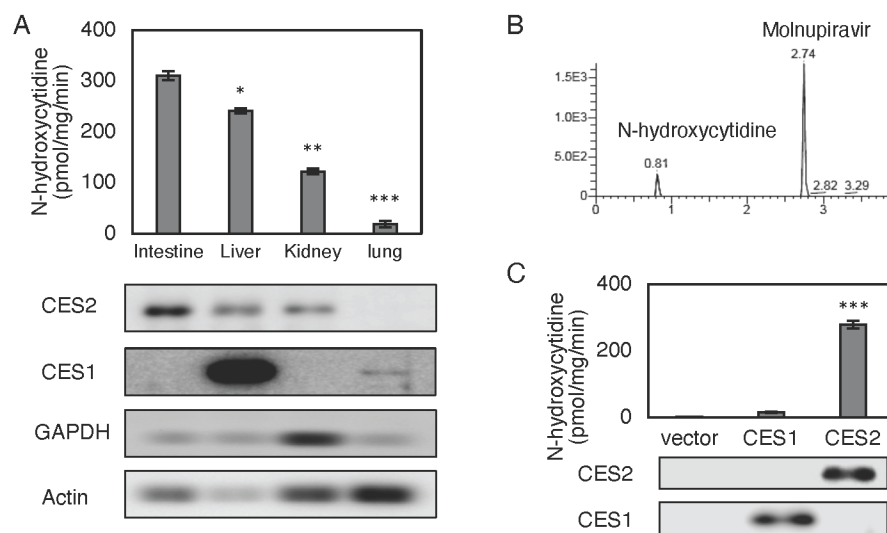 A
N-hydroxycytidine
(pmol/mg/min)
400
300
200
100
0
*
**
***
Intestine Liver Kidney lung
CES2
CES1
GAPDH
Actin
B
Molnupiravir
2.74
1.5E3
1.0E3
5.0E2
0
N-hydroxycytidine
0.81
2.82 3.29
0 1 2 3
C
N-hydroxycytidine
(pmol/mg/min)
400
200
0
***
vector CES1 CES2
CES2
CES1